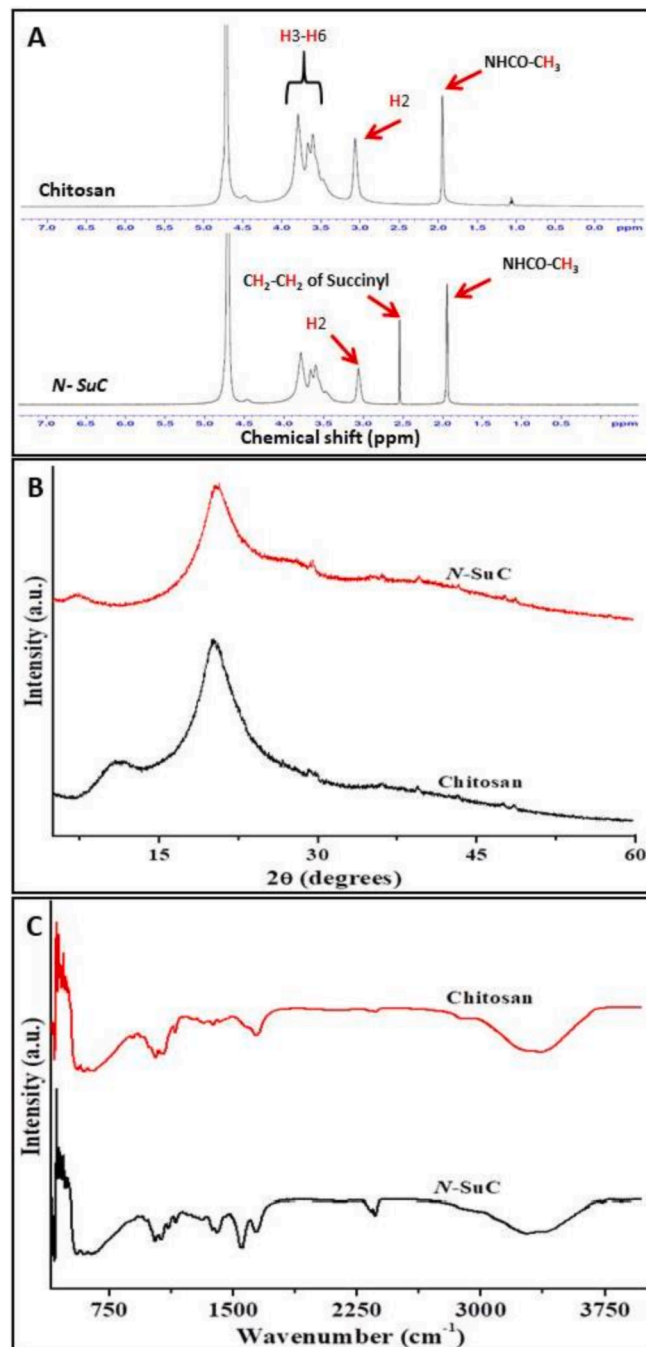 A
H3-H6
NHCO-CH3
H2
Chitosan
7.0 6.5 6.0 5.5 5.0 4.5 4.0 3.5 3.0 2.5 2.0 1.5 1.0 0.5 0.0 ppm
CH2-CH2 of Succinyl
NHCO-CH3
H2
N- SuC
7.0 6.5 6.0 5.5 5.0 4.5 4.0 3.5 3.0 2.5 2.0 1.5 1.0 ppm
Chemical shift (ppm)
B
N-SuC
Intensity (a.u.)
Chitosan
15 30 45 60
2θ (degrees)
C
Chitosan
Intensity (a.u.)
N-SuC
750 1500 2250 3000 3750
Wavenumber (cm-1)